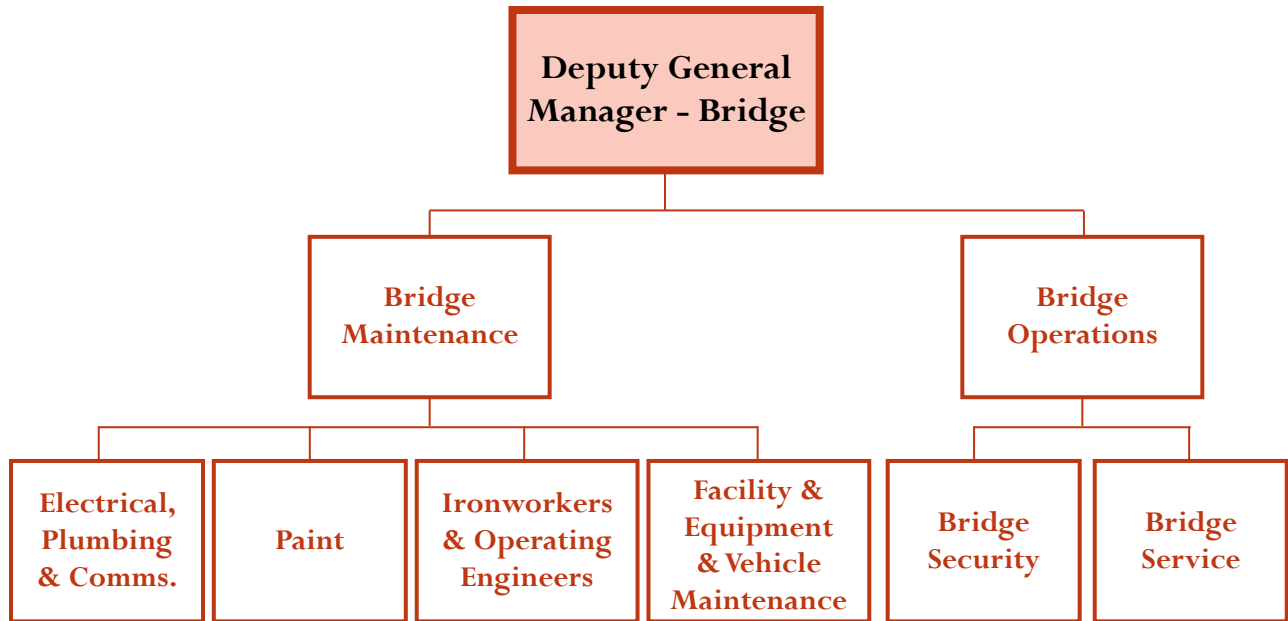 Deputy General
Manager - Bridge
Bridge
Maintenance
Bridge
Operations
Electrical,
Plumbing
& Comms.
Paint
Ironworkers
& Operating
Engineers
Facility &
Equipment
& Vehicle
Maintenance
Bridge
Security
Bridge
Service